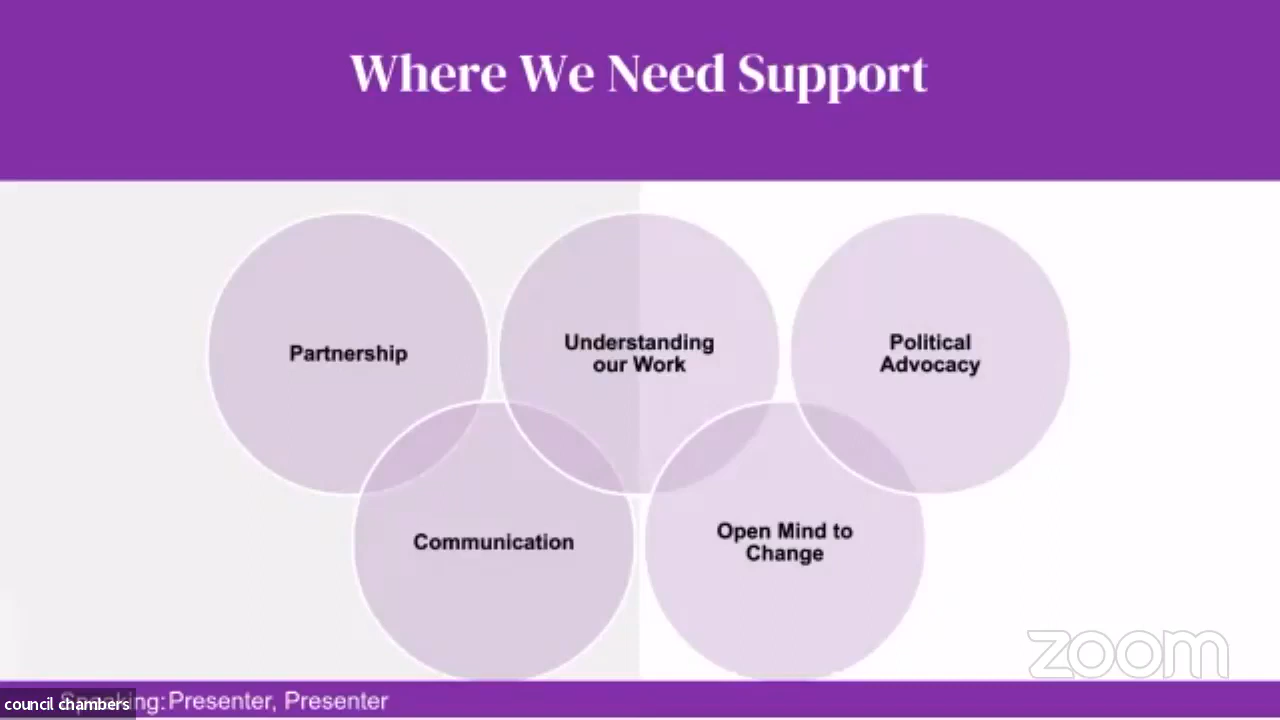 Where We Need Support
Partnership
Understanding
our Work
Political
Advocacy
Communication
Open Mind to
Change
zoom
Speaking: Presenter, Presenter
council chambers